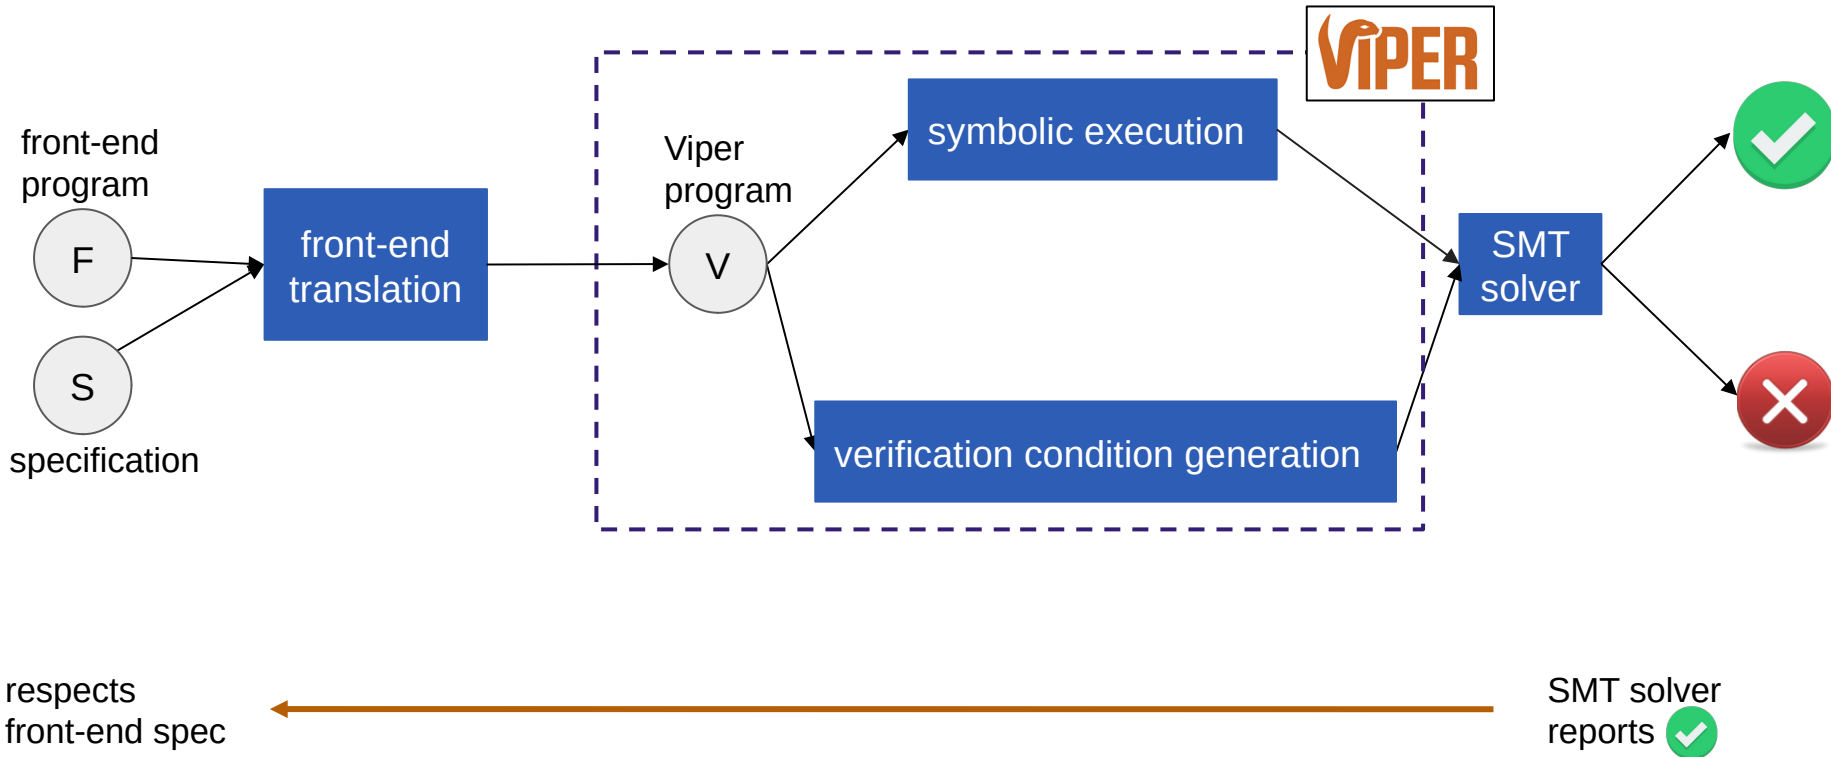 VIPER
front-end
program
F
S
specification
front-end
translation
Viper
program
V
symbolic execution
verification condition generation
SMT
solver
respects
front-end spec
SMT solver
reports